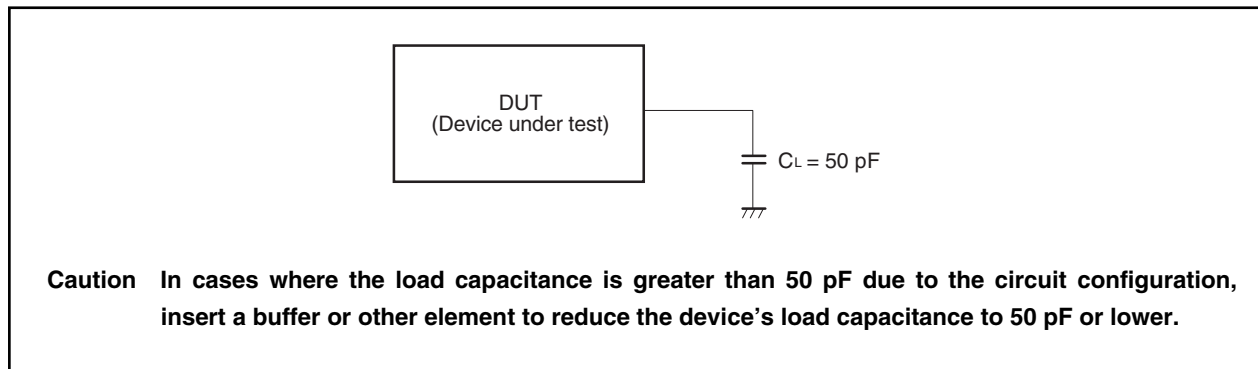 DUT
(Device under test)
CL = 50 pF
Caution In cases where the load capacitance is greater than 50 pF due to the circuit configuration,
insert a buffer or other element to reduce the device's load capacitance to 50 pF or lower.